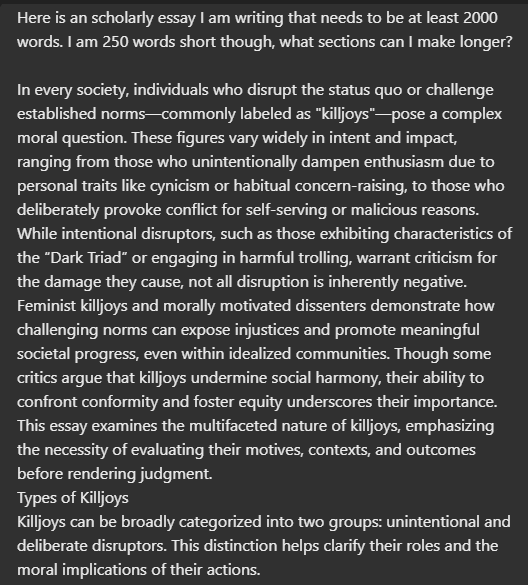 Here is an scholarly essay I am writing that needs to be at least 2000
words. I am 250 words short though, what sections can I make longer?

In every society, individuals who disrupt the status quo or challenge
established norms—commonly labeled as "killjoys"—pose a complex
moral question. These figures vary widely in intent and impact,
ranging from those who unintentionally dampen enthusiasm due to
personal traits like cynicism or habitual concern-raising, to those who
deliberately provoke conflict for self-serving or malicious reasons.
While intentional disruptors, such as those exhibiting characteristics of
the “Dark Triad” or engaging in harmful trolling, warrant criticism for
the damage they cause, not all disruption is inherently negative.
Feminist killjoys and morally motivated dissenters demonstrate how
challenging norms can expose injustices and promote meaningful
societal progress, even within idealized communities. Though some
critics argue that killjoys undermine social harmony, their ability to
confront conformity and foster equity underscores their importance.
This essay examines the multifaceted nature of killjoys, emphasizing
the necessity of evaluating their motives, contexts, and outcomes
before rendering judgment.
Types of Killjoys
Killjoys can be broadly categorized into two groups: unintentional and
deliberate disruptors. This distinction helps clarify their roles and the
moral implications of their actions.